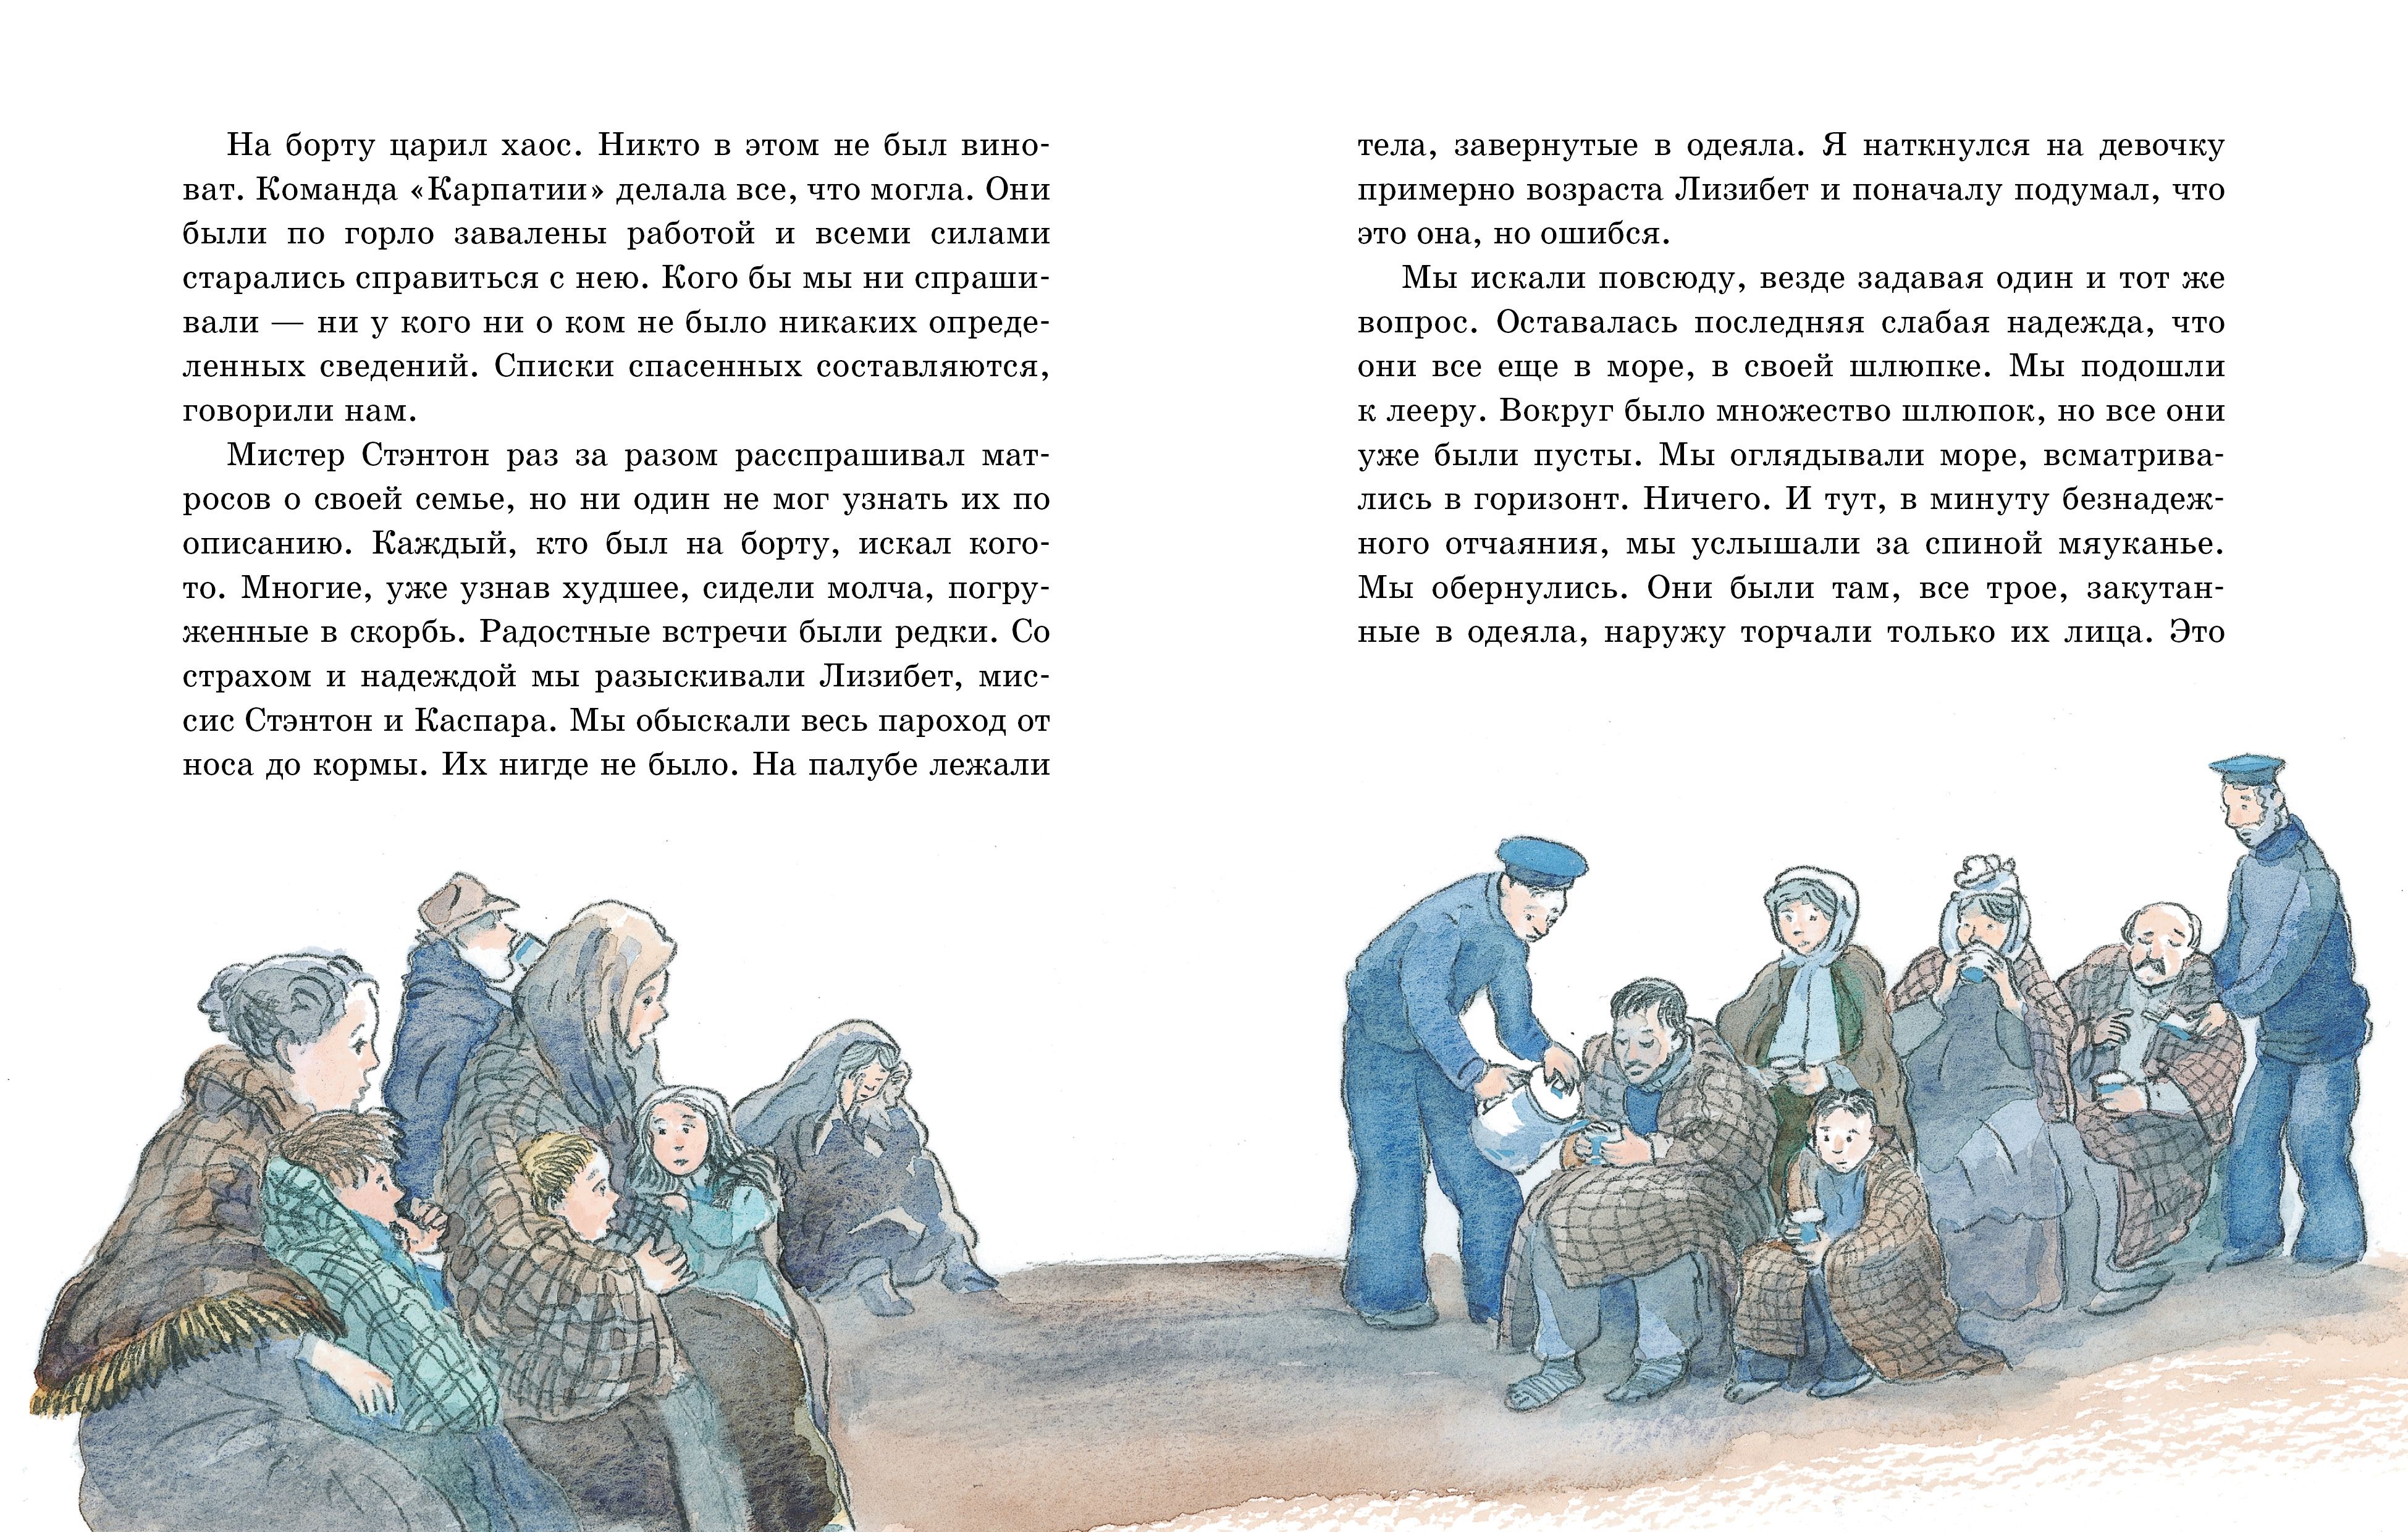 На борту царил хаос. Никто в этом не был вино-
ват. Команда «Карпатии» делала все, что могла. Они
были по горло завалены работой и всеми силами
старались справиться с нею. Кого бы мы ни спраши-
вали — ни у кого ни о ком не было никаких опреде-
ленных сведений. Списки спасенных составляются,
говорили нам.
Мистер Стэнтон раз за разом расспрашивал мат-
росов о своей семье, но ни один не мог узнать их по
описанию. Каждый, кто был на борту, искал кого-
то. Многие, уже узнав худшее, сидели молча, погру-
женные в скорбь. Радостные встречи были редки. Со
страхом и надеждой мы разыскивали Лизибет, мис-
сис Стэнтон и Каспара. Мы обыскали весь пароход от
носа до кормы. Их нигде не было. На палубе лежали
тела, завернутые в одеяла. Я наткнулся на девочку
примерно возраста Лизибет и поначалу подумал, что
это она, но ошибся.
Мы искали повсюду, везде задавая один и тот же
вопрос. Оставалась последняя слабая надежда, что
они все еще в море, в своей шлюпке. Мы подошли
к лееру. Вокруг было множество шлюпок, но все они
уже были пусты. Мы оглядывали море, всматрива-
лись в горизонт. Ничего. И тут, в минуту безнадеж-
ного отчаяния, мы услышали за спиной мяуканье.
Мы обернулись. Они были там, все трое, закутан-
ные в одеяла, наружу торчали только их лица. Это